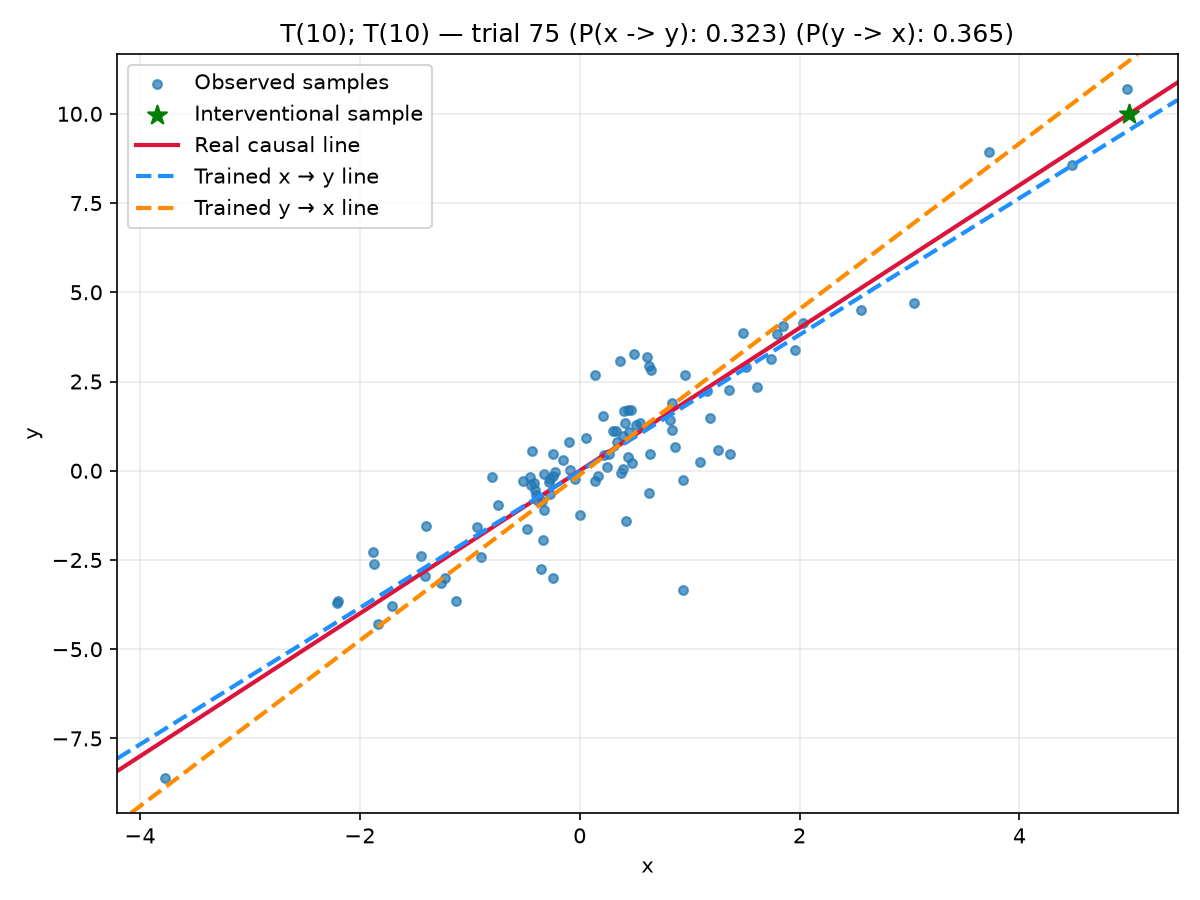 T(10); T(10) — trial 75 (P(x -> y): 0.323) (P(y -> x): 0.365)
Observed samples
Interventional sample
Real causal line
Trained x → y line
Trained y → x line
10.0
7.5
5.0
2.5
0.0
−2.5
−5.0
−7.5
y
−4
−2
0
2
4
x